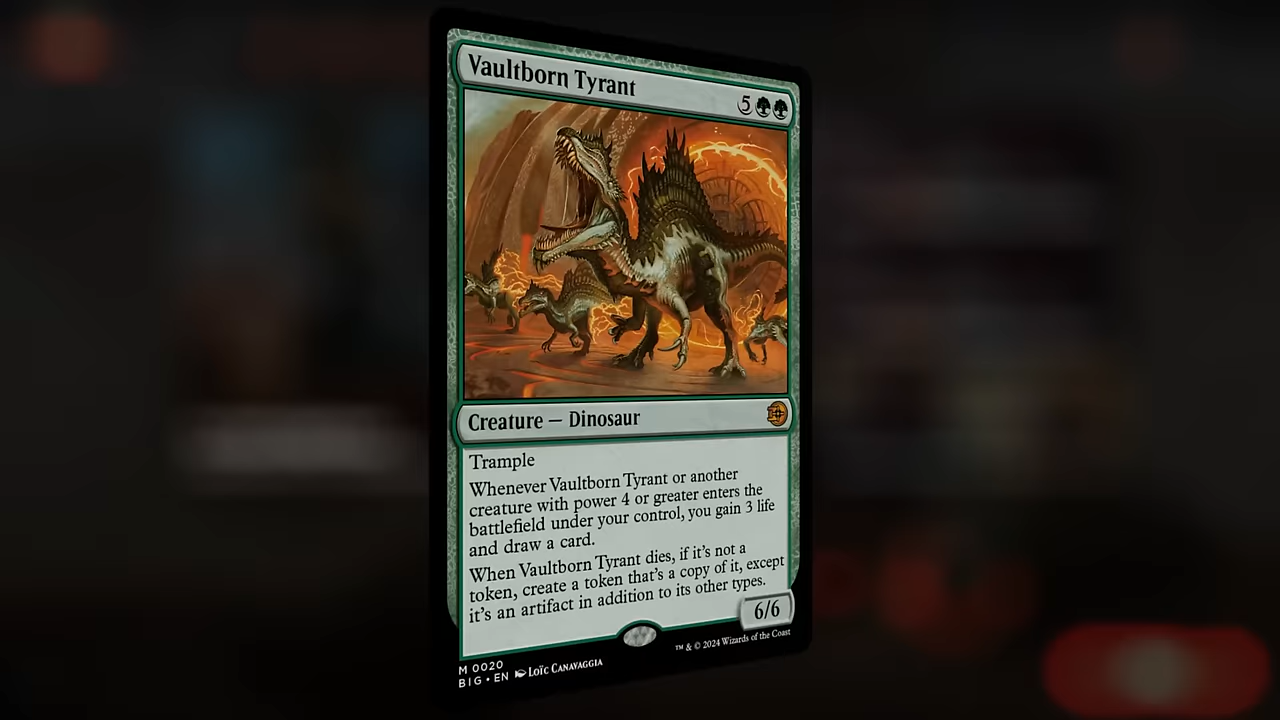 Vaultborn Tyrant
5
Creature — Dinosaur
Trample
Whenever Vaultborn Tyrant or another
creature with power 4 or greater enters the
battlefield under your control, you gain 3 life
and draw a card.
When Vaultborn Tyrant dies, if it's not a
token, create a token that's a copy of it, except
it's an artifact in addition to its other types.
6/6
M 0020
BIG • EN Loïc Canavaggia
™ & © 2024 Wizards of the Coast